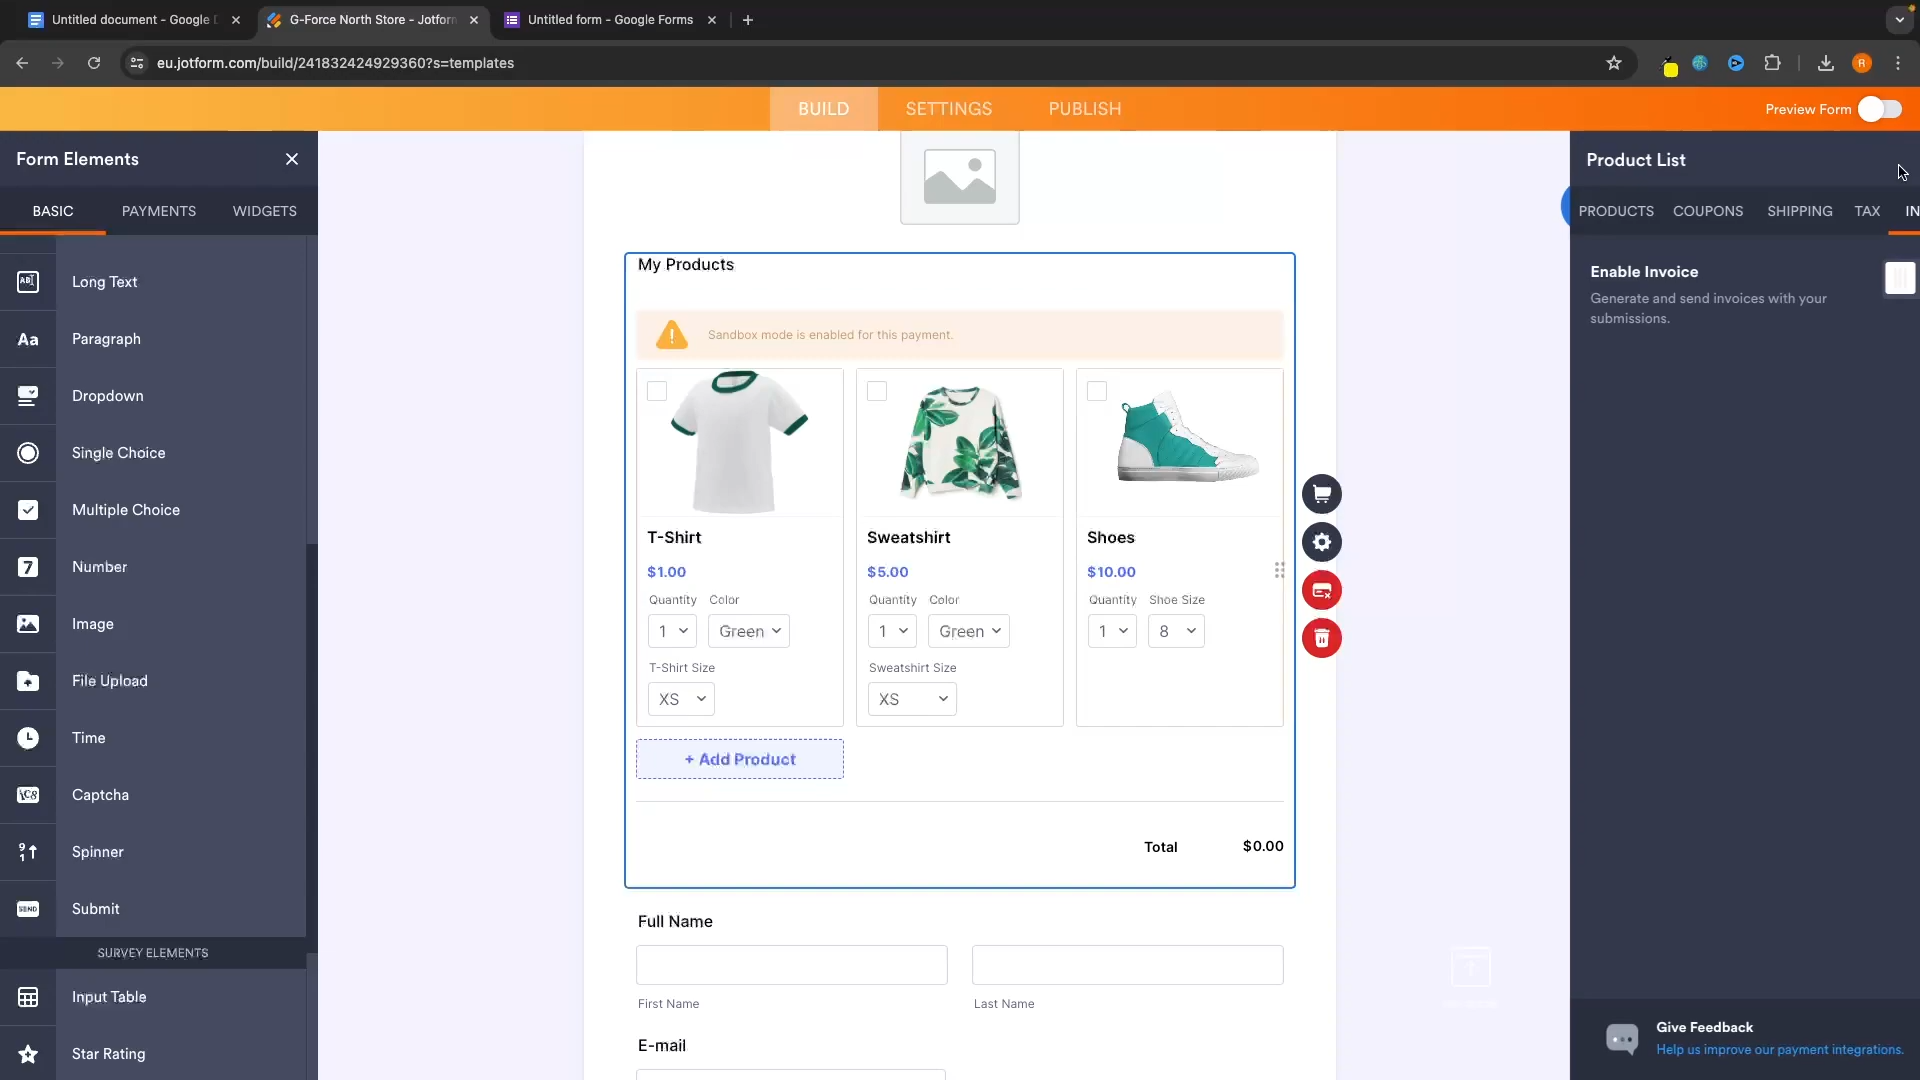 Untitled document - Google D
G-Force North Store - Jotform
Untitled form - Google Forms
eu.jotform.com/build/241832424929360?s=templates
R
BUILD
SETTINGS
PUBLISH
Preview Form
Form Elements
BASIC
PAYMENTS
WIDGETS
Long Text
Aa
Paragraph
Dropdown
Single Choice
Multiple Choice
7
Number
Image
File Upload
Time
Captcha
Spinner
SEND
Submit
SURVEY ELEMENTS
Input Table
Star Rating
My Products
Sandbox mode is enabled for this payment.
T-Shirt
$1.00
Quantity Color
1 Green
T-Shirt Size
XS
Sweatshirt
$5.00
Quantity Color
1 Green
Sweatshirt Size
XS
Shoes
$10.00
Quantity Shoe Size
1 8
+ Add Product
Total $0.00
Full Name
First Name
Last Name
E-mail
Product List
PRODUCTS
COUPONS
SHIPPING
TAX
IN
Enable Invoice
Generate and send invoices with your
submissions.
Give Feedback
Help us improve our payment integrations.